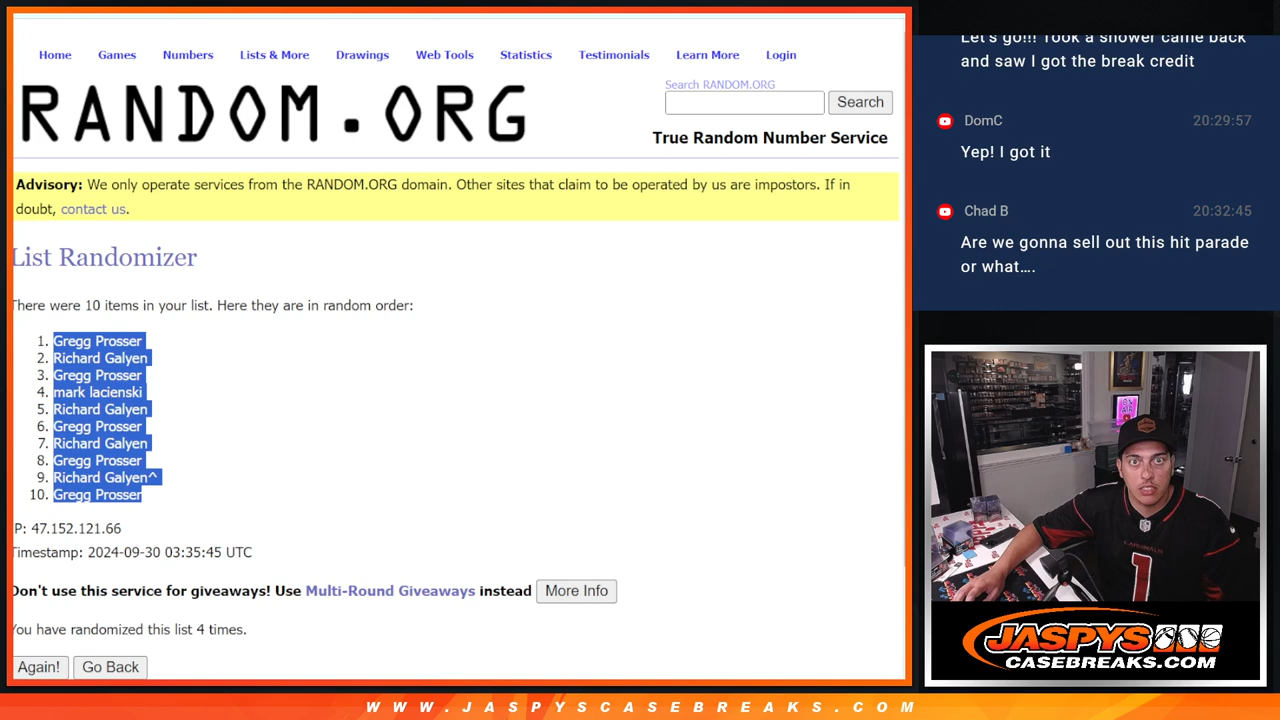 Home Games Numbers Lists & More Drawings Web Tools Statistics Testimonials Learn More Login
RANDOM.ORG
Search RANDOM.ORG
Search
True Random Number Service
Advisory: We only operate services from the RANDOM.ORG domain. Other sites that claim to be operated by us are impostors. If in
doubt, contact us.
List Randomizer
There were 10 items in your list. Here they are in random order:
1. Gregg Prosser
2. Richard Galyen
3. Gregg Prosser
4. mark lacienski
5. Richard Galyen
6. Gregg Prosser
7. Richard Galyen
8. Gregg Prosser
9. Richard Galyen^
10. Gregg Prosser
IP: 47.152.121.66
Timestamp: 2024-09-30 03:35:45 UTC
Don't use this service for giveaways! Use Multi-Round Giveaways instead More Info
You have randomized this list 4 times.
Again! Go Back
Let's go!!! Took a shower came back
and saw I got the break credit
DomC 20:29:57
Yep! I got it
Chad B 20:32:45
Are we gonna sell out this hit parade
or what....
CARDINALS
1
JASPYS
CASEBREAKS.COM
WWW.JASPYSCASEBREAKS.COM